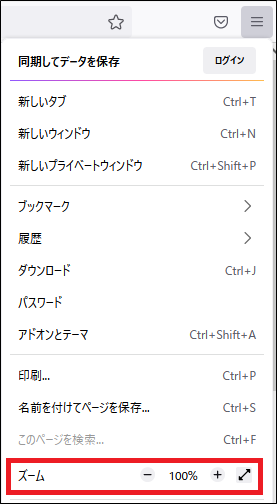 同期してデータを保存 ログイン
新しいタブ Ctrl+T
新しいウィンドウ Ctrl+N
新しいプライベートウィンドウ Ctrl+Shift+P
ブックマーク
履歴
ダウンロード Ctrl+J
パスワード
アドオンとテーマ Ctrl+Shift+A
印刷... Ctrl+P
名前を付けてページを保存... Ctrl+S
このページを検索... Ctrl+F
ズーム − 100% +